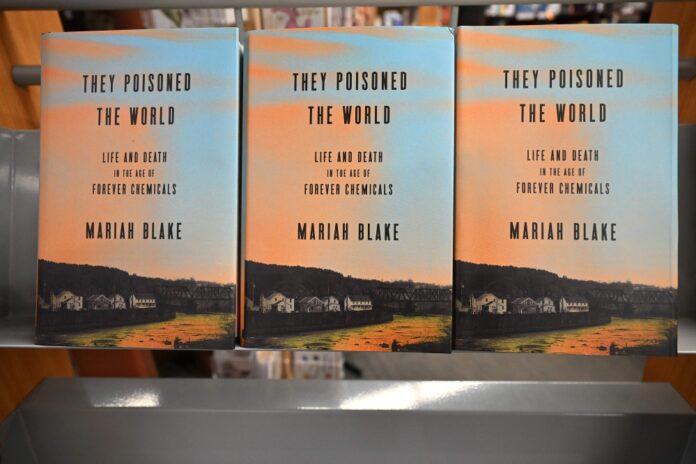 THEY POISONED
THE WORLD
LIFE AND DEATH
IN THE AGE OF
FOREVER CHEMICALS
MARIAH BLAKE
THEY POISONED
THE WORLD
LIFE AND DEATH
IN THE AGE OF
FOREVER CHEMICALS
MARIAH BLAKE
THEY POISONED
THE WORLD
LIFE AND DEATH
IN THE AGE OF
FOREVER CHEMICALS
MARIAH BLAKE